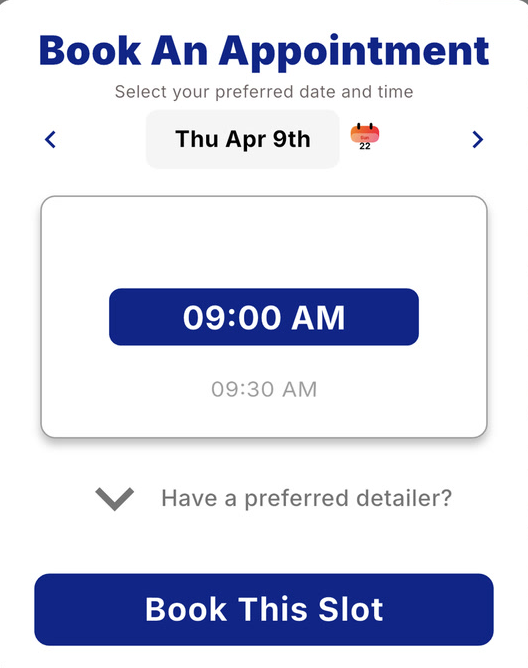 Book An Appointment
Select your preferred date and time
Thu Apr 9th
Sun
22
09:00 AM
09:30 AM
Have a preferred detailer?
Book This Slot